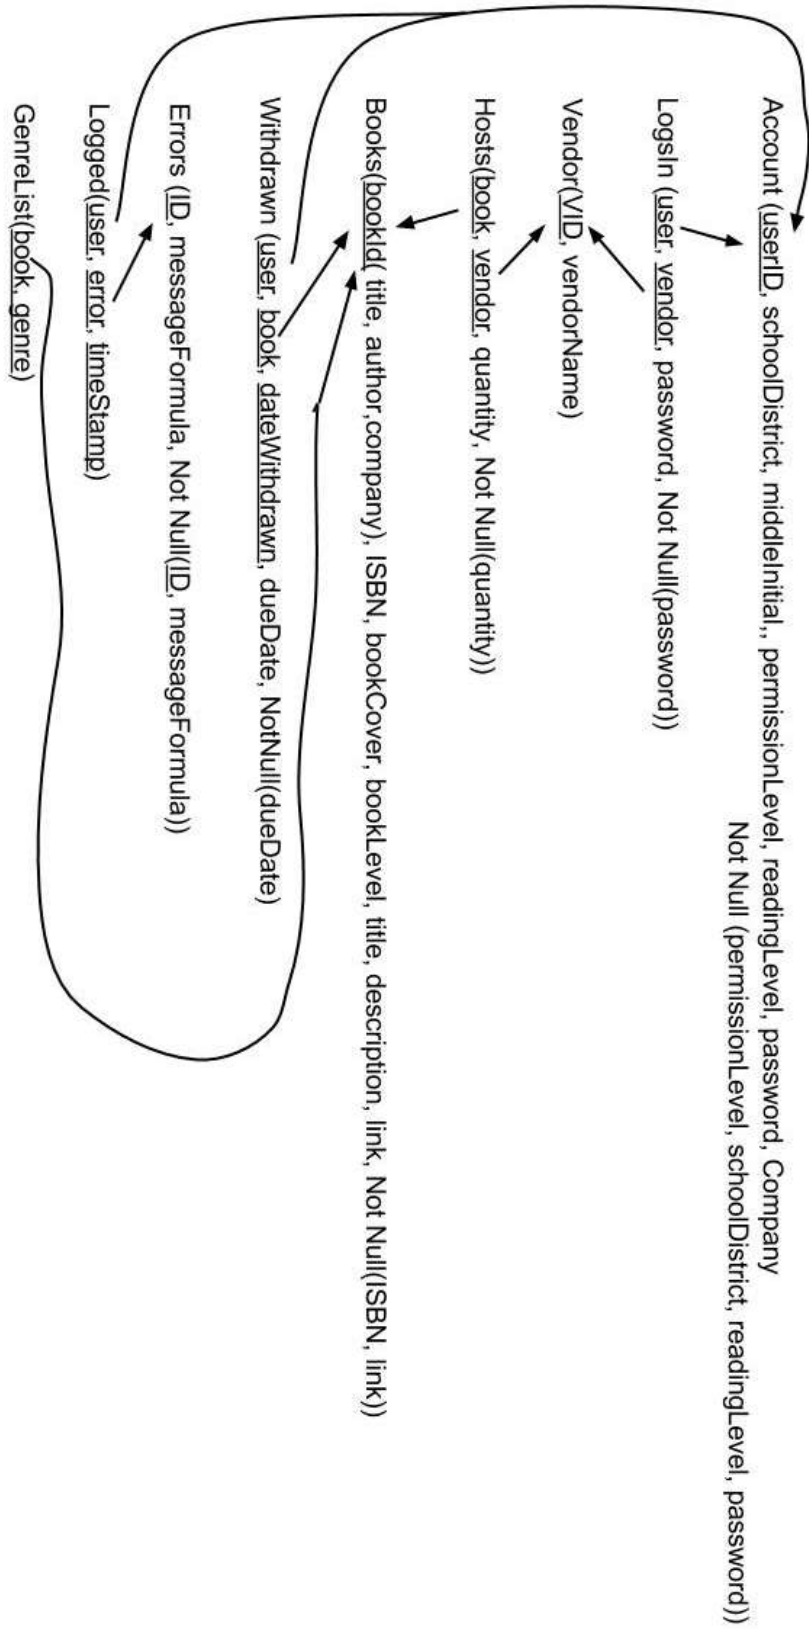 Account (userID, schoolDistrict, middleInitial,, permissionLevel, readingLevel, password, Company
Not Null (permissionLevel, schoolDistrict, readingLevel, password))
LogsIn (user, vendor, password, Not Null(password))
Vendor(VID, vendorName)
Hosts(book, vendor, quantity, Not Null(quantity))
Books(bookId( title, author,company), ISBN, bookCover, bookLevel, title, description, link, Not Null(ISBN, link))
Withdrawn (user, book, dateWithdrawn, dueDate, NotNull(dueDate)
Errors (ID, messageFormula, Not Null(ID, messageFormula))
Logged(user, error, timeStamp)
GenreList(book, genre)